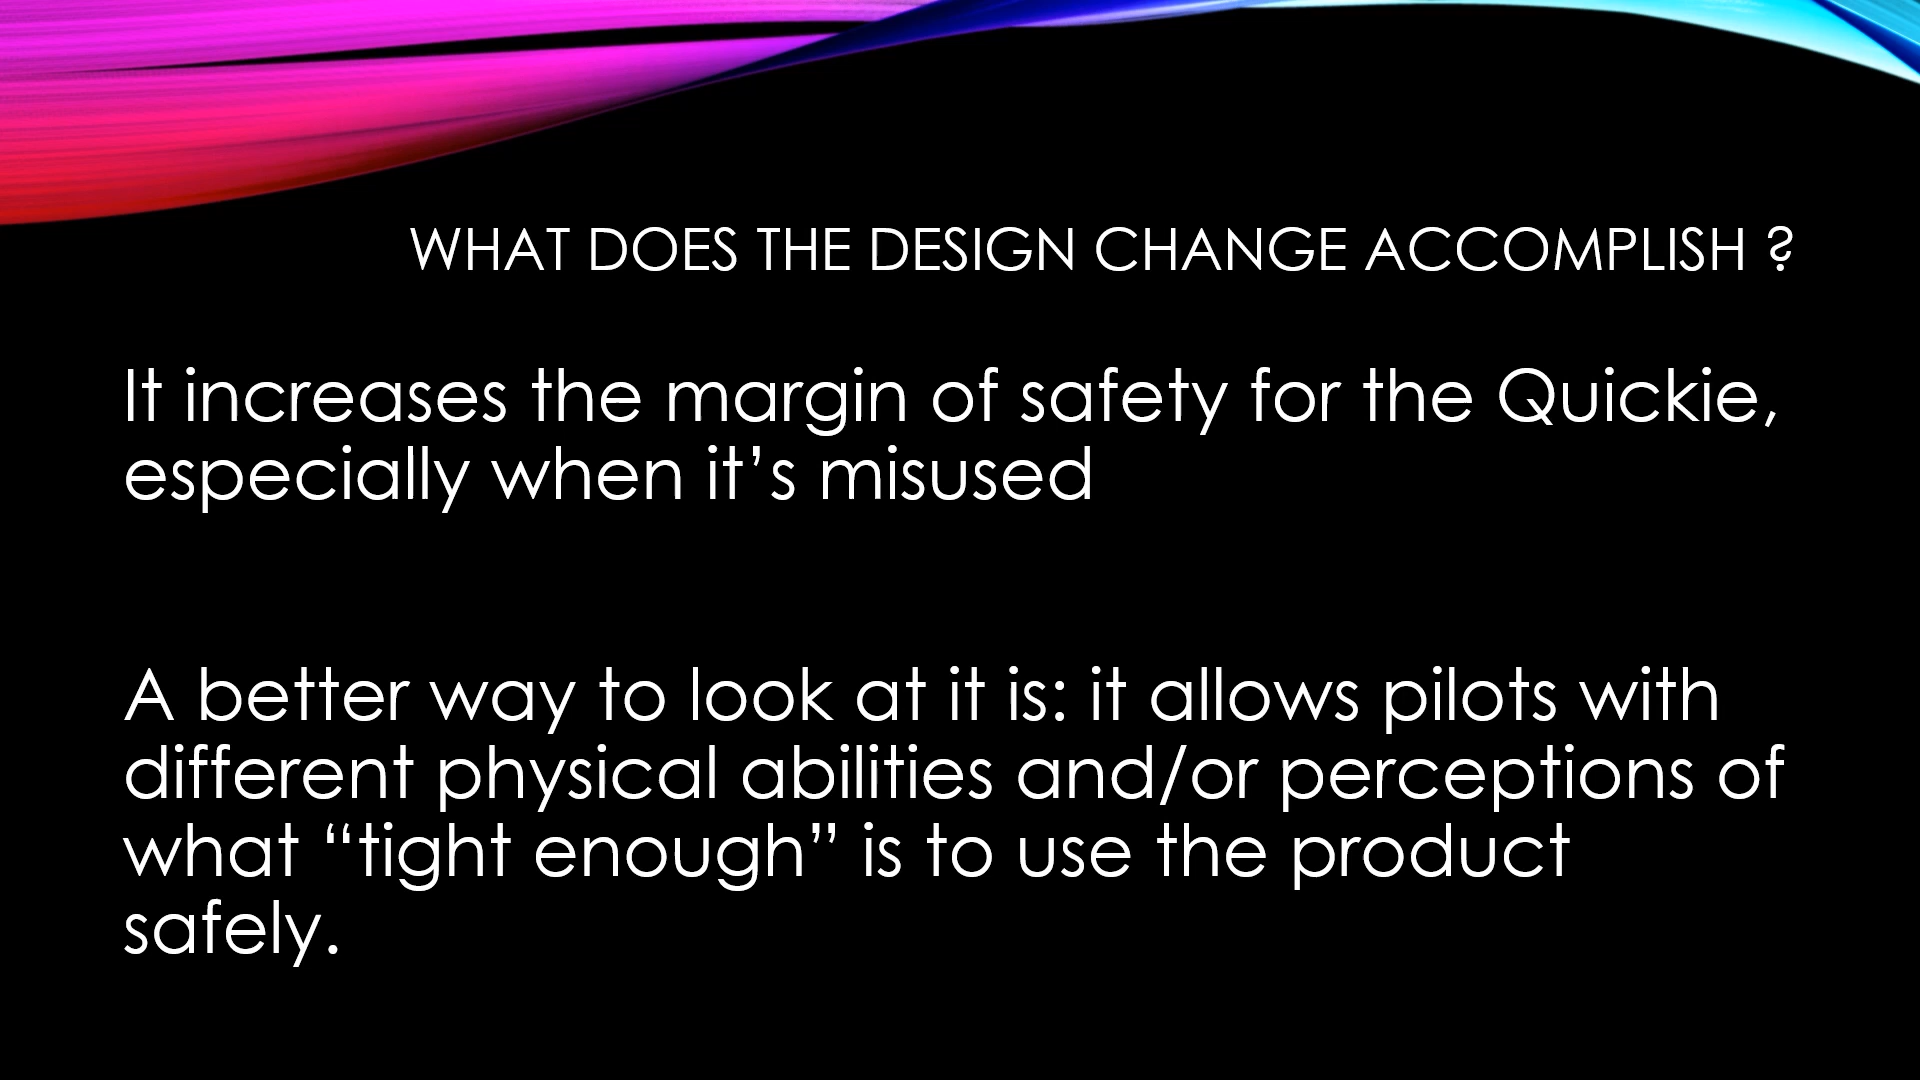 WHAT DOES THE DESIGN CHANGE ACCOMPLISH ?
It increases the margin of safety for the Quickie,
especially when it’s misused
A better way to look at it is: it allows pilots with
different physical abilities and/or perceptions of
what “tight enough” is to use the product
safely.